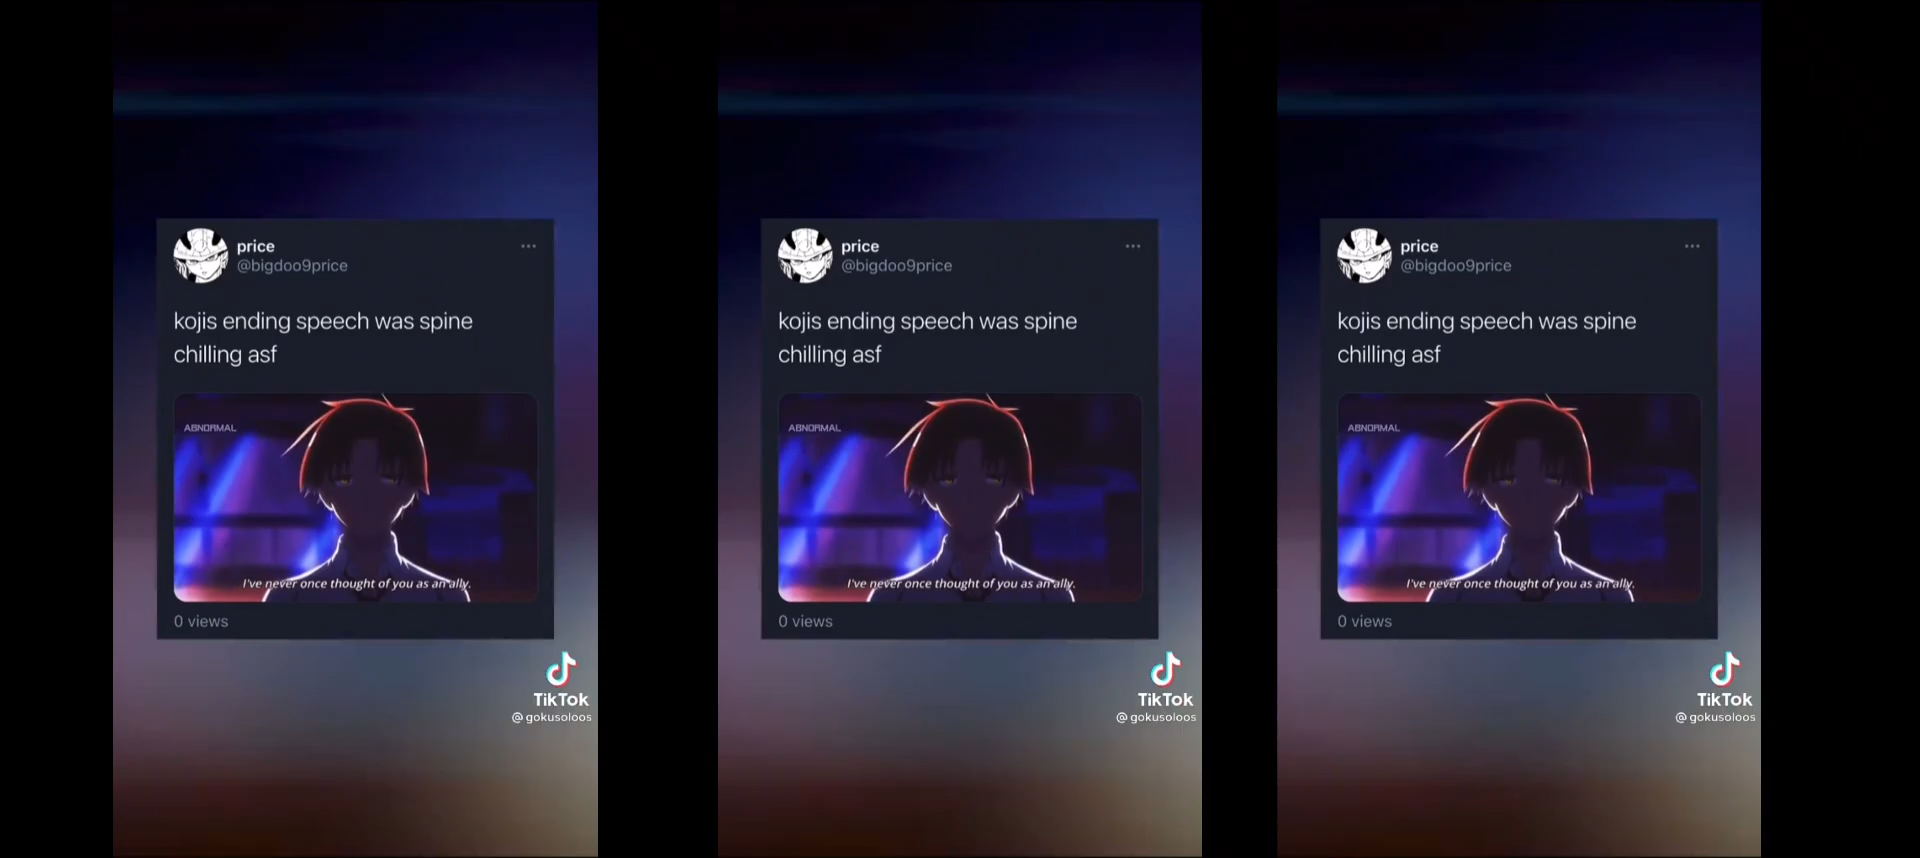 price
@bigdoo9price
kojis ending speech was spine
chilling asf
ABNORMAL
I've never once thought of you as an ally.
0 views
TikTok
@gokusoloos
price
@bigdoo9price
kojis ending speech was spine
chilling asf
ABNORMAL
I've never once thought of you as an ally.
0 views
TikTok
@gokusoloos
price
@bigdoo9price
kojis ending speech was spine
chilling asf
ABNORMAL
I've never once thought of you as an ally.
0 views
TikTok
@gokusoloos